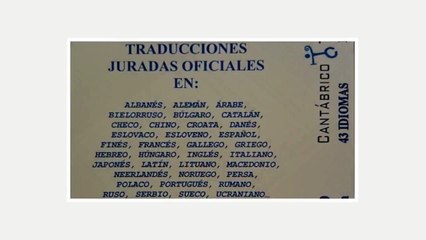 TRADUCCIONES
JURADAS OFICIALES
EN:
ALBANÉS, ALEMÁN, ÁRABE,
BIELORRUSO, BÚLGARO, CATALÁN,
CHECO, CHINO, CROATA, DANÉS,
ESLOVACO, ESLOVENO, ESPAÑOL,
FINÉS, FRANCÉS, GALLEGO, GRIEGO,
HEBREO, HÚNGARO, INGLÉS, ITALIANO,
JAPONÉS, LATÍN, LITUANO, MACEDONIO,
NEERLANDÉS, NORUEGO, PERSA,
POLACO, PORTUGUÉS, RUMANO,
RUSO, SERBIO, SUECO, UCRANIANO
CANTÁBRICO
43 IDIOMAS